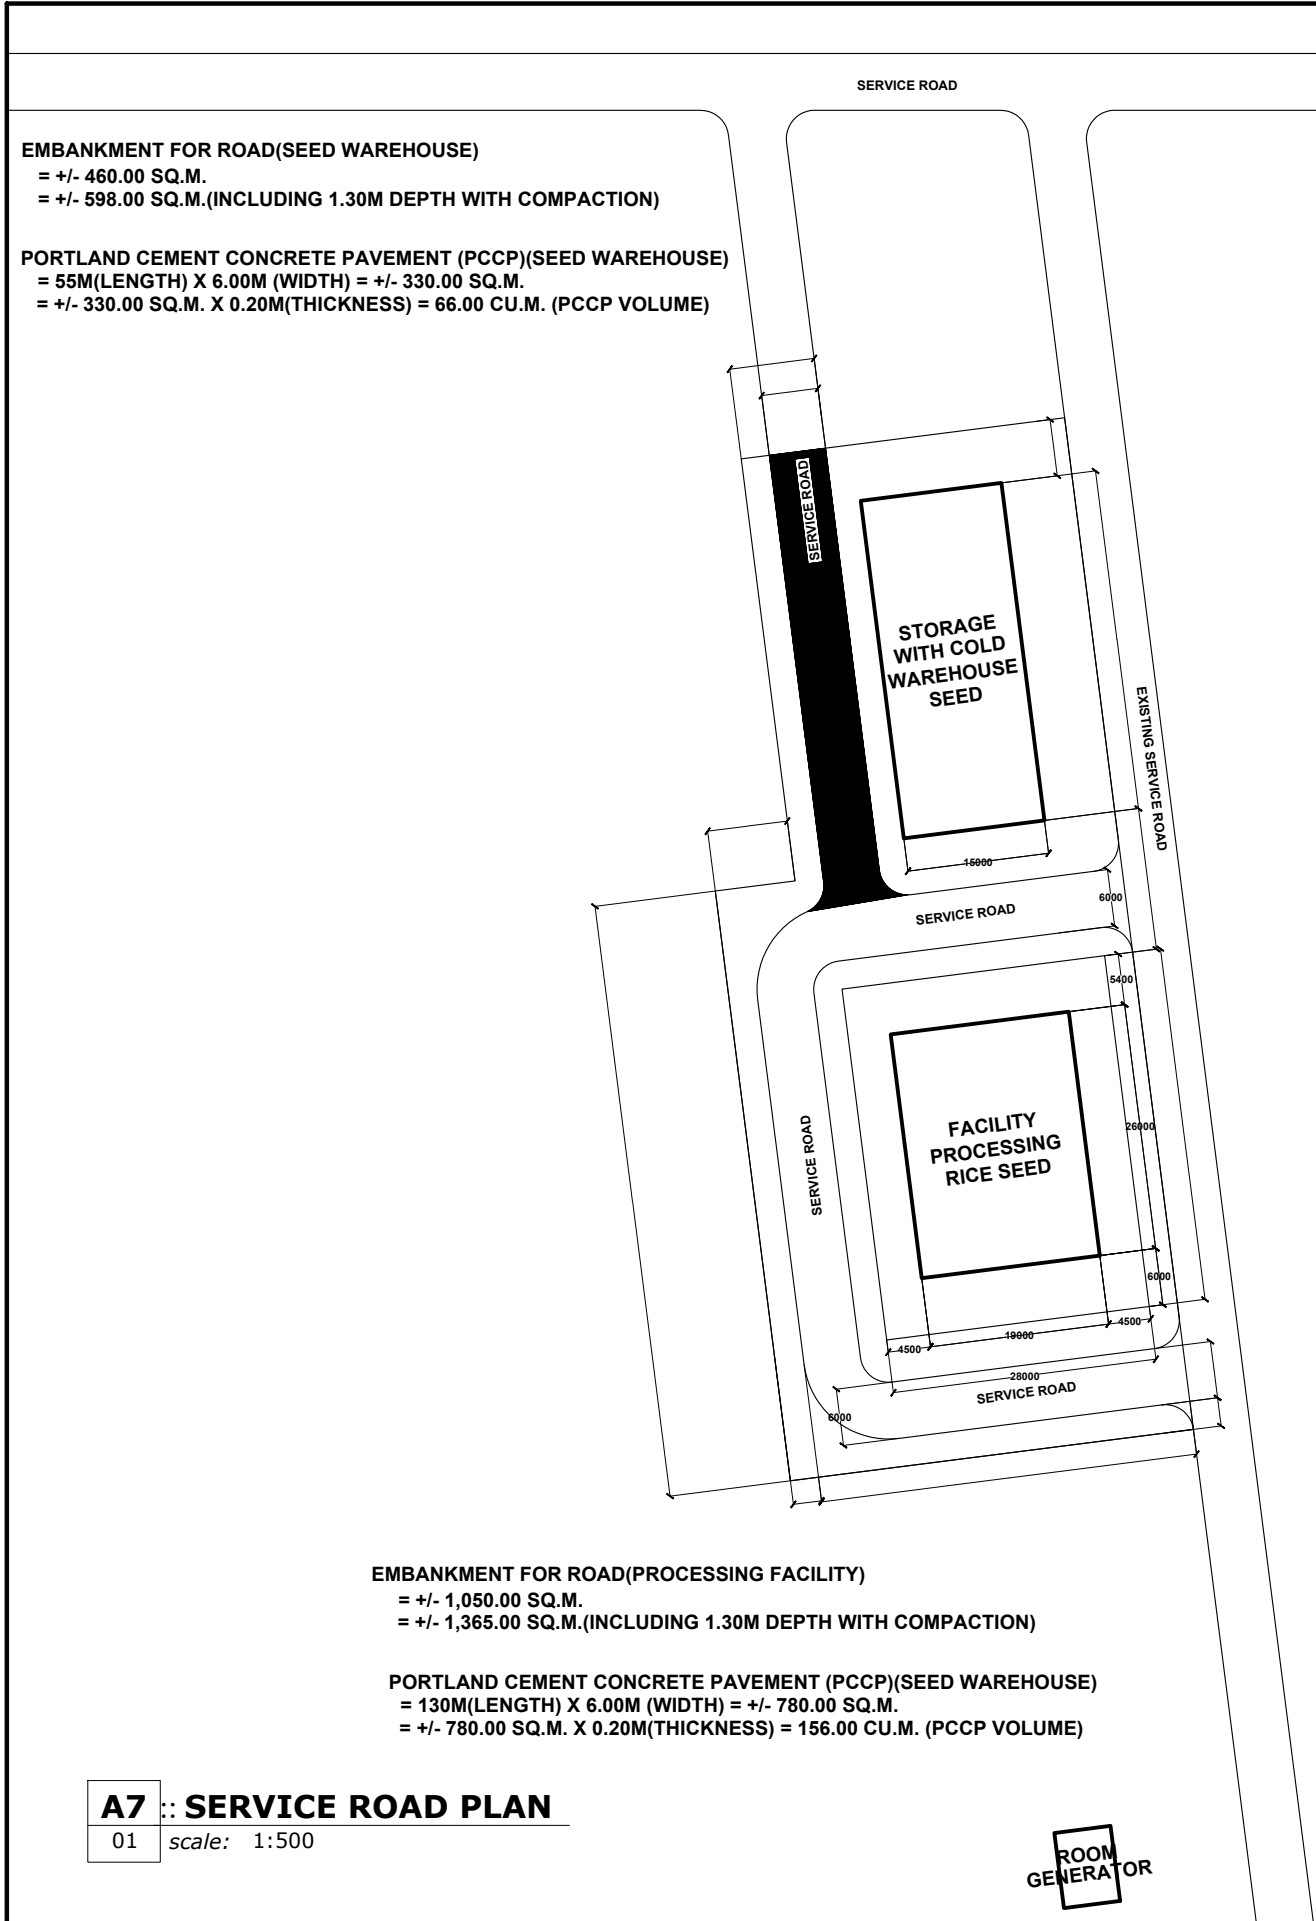 SERVICE ROAD
EMBANKMENT FOR ROAD(SEED WAREHOUSE)
= +/- 460.00 SQ.M.
= +/- 598.00 SQ.M.(INCLUDING 1.30M DEPTH WITH COMPACTION)
PORTLAND CEMENT CONCRETE PAVEMENT (PCCP)(SEED WAREHOUSE)
= 55M(LENGTH) X 6.00M (WIDTH) = +/- 330.00 SQ.M.
= +/- 330.00 SQ.M. X 0.20M(THICKNESS) = 66.00 CU.M. (PCCP VOLUME)
SERVICE ROAD
STORAGE
WITH COLD
WAREHOUSE
SEED
EXISTING SERVICE ROAD
15000
6000
SERVICE ROAD
5400
FACILITY
PROCESSING
RICE SEED
26000
SERVICE ROAD
6000
4500
19000
4500
28000
SERVICE ROAD
6000
EMBANKMENT FOR ROAD(PROCESSING FACILITY)
= +/- 1,050.00 SQ.M.
= +/- 1,365.00 SQ.M.(INCLUDING 1.30M DEPTH WITH COMPACTION)
PORTLAND CEMENT CONCRETE PAVEMENT (PCCP)(SEED WAREHOUSE)
= 130M(LENGTH) X 6.00M (WIDTH) = +/- 780.00 SQ.M.
= +/- 780.00 SQ.M. X 0.20M(THICKNESS) = 156.00 CU.M. (PCCP VOLUME)
A7 :: SERVICE ROAD PLAN
01 scale: 1:500
ROOM
GENERATOR